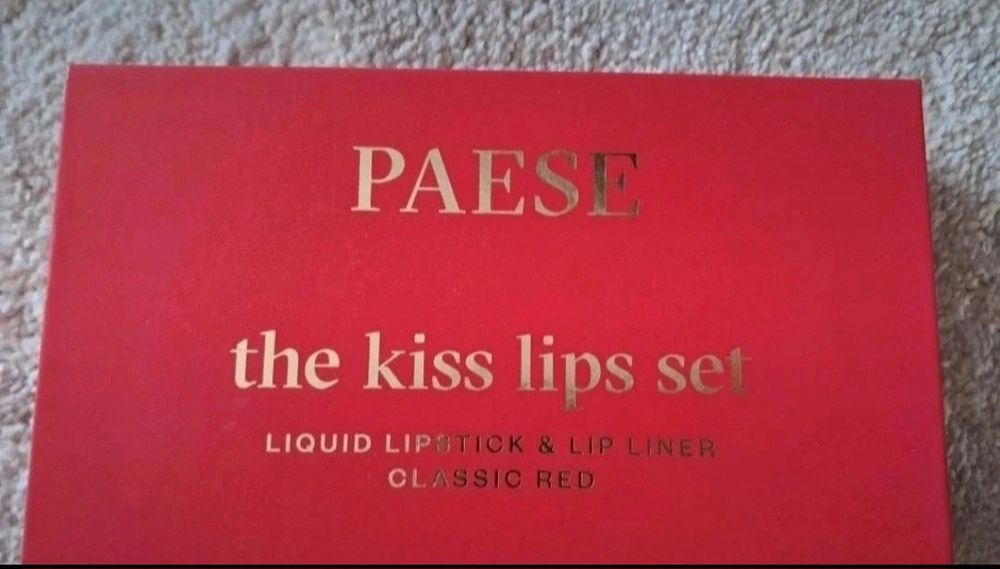 PAESE
the kiss lips set
LIQUID LIPSTICK & LIP LINER
CLASSIC RED